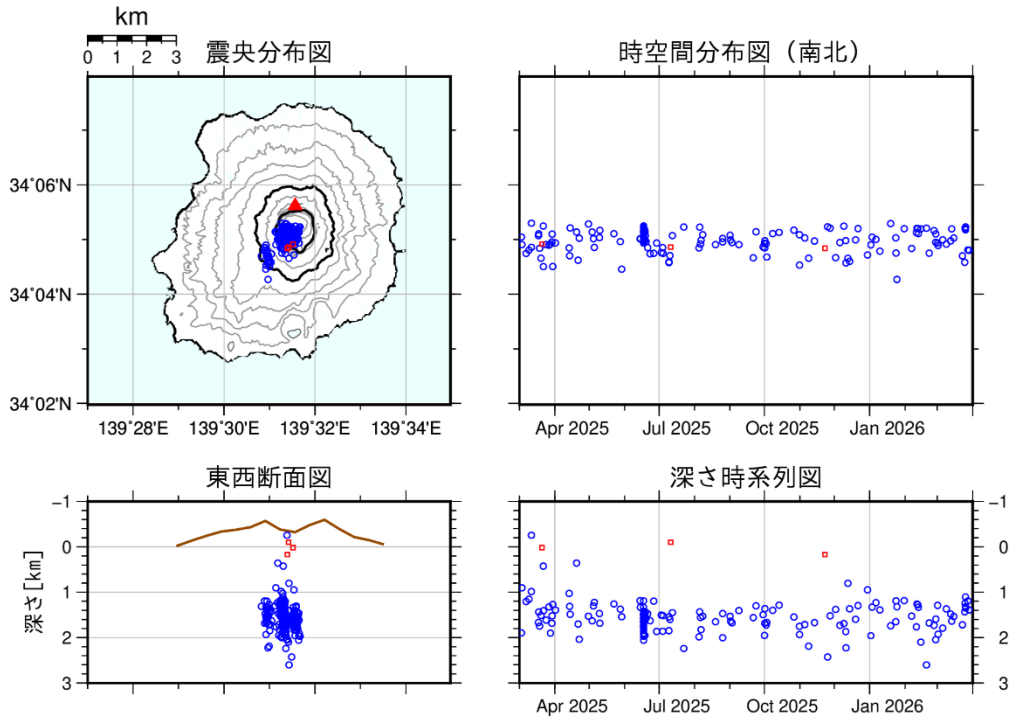 km
0 1 2 3
震央分布図
34°06'N
34°04'N
34°02'N
139°28'E 139°30'E 139°32'E 139°34'E
時空間分布図（南北）
Apr 2025 Jul 2025 Oct 2025 Jan 2026
東西断面図
深さ[km]
-1
0
1
2
3
深さ時系列図
-1
0
1
2
3
Apr 2025 Jul 2025 Oct 2025 Jan 2026